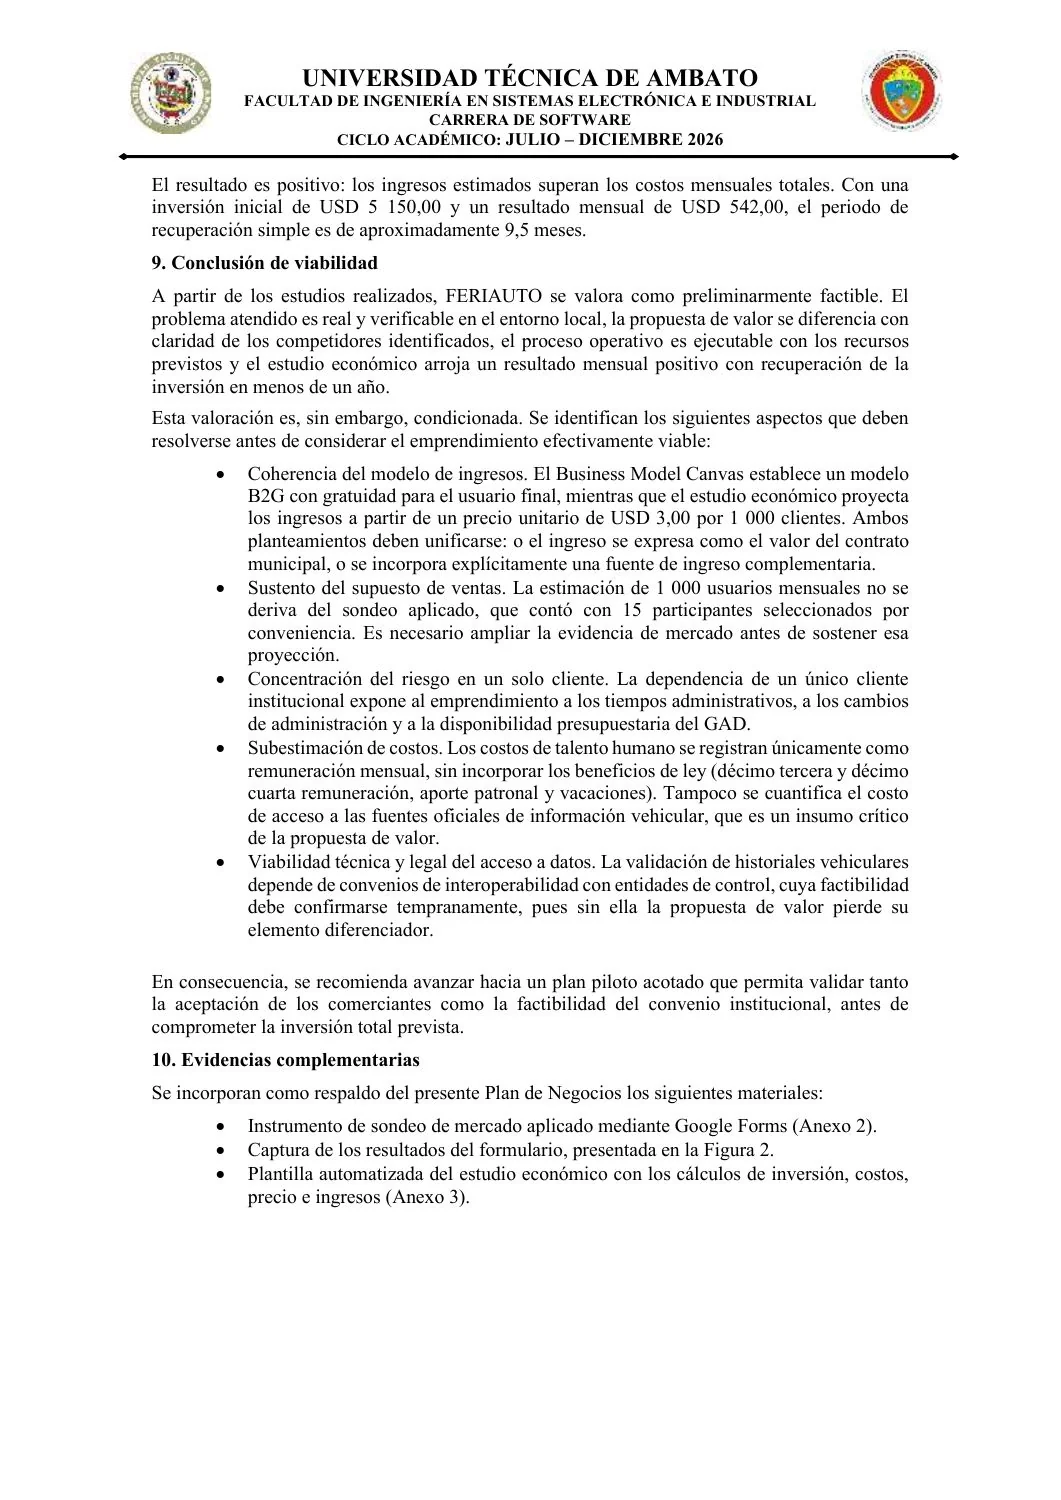 UNIVERSIDAD TÉCNICA DE AMBATO
FACULTAD DE INGENIERÍA EN SISTEMAS ELECTRÓNICA E INDUSTRIAL
CARRERA DE SOFTWARE
CICLO ACADÉMICO: JULIO – DICIEMBRE 2026
El resultado es positivo: los ingresos estimados superan los costos mensuales totales. Con una
inversión inicial de USD 5 150,00 y un resultado mensual de USD 542,00, el periodo de
recuperación simple es de aproximadamente 9,5 meses.
9. Conclusión de viabilidad
A partir de los estudios realizados, FERIAUTO se valora como preliminarmente factible. El
problema atendido es real y verificable en el entorno local, la propuesta de valor se diferencia con
claridad de los competidores identificados, el proceso operativo es ejecutable con los recursos
previstos y el estudio económico arroja un resultado mensual positivo con recuperación de la
inversión en menos de un año.
Esta valoración es, sin embargo, condicionada. Se identifican los siguientes aspectos que deben
resolverse antes de considerar el emprendimiento efectivamente viable:
• Coherencia del modelo de ingresos. El Business Model Canvas establece un modelo
B2G con gratuidad para el usuario final, mientras que el estudio económico proyecta
los ingresos a partir de un precio unitario de USD 3,00 por 1 000 clientes. Ambos
planteamientos deben unificarse: o el ingreso se expresa como el valor del contrato
municipal, o se incorpora explícitamente una fuente de ingreso complementaria.
• Sustento del supuesto de ventas. La estimación de 1 000 usuarios mensuales no se
deriva del sondeo aplicado, que contó con 15 participantes seleccionados por
conveniencia. Es necesario ampliar la evidencia de mercado antes de sostener esa
proyección.
• Concentración del riesgo en un solo cliente. La dependencia de un único cliente
institucional expone al emprendimiento a los tiempos administrativos, a los cambios
de administración y a la disponibilidad presupuestaria del GAD.
• Subestimación de costos. Los costos de talento humano se registran únicamente como
remuneración mensual, sin incorporar los beneficios de ley (décimo tercera y décimo
cuarta remuneración, aporte patronal y vacaciones). Tampoco se cuantifica el costo
de acceso a las fuentes oficiales de información vehicular, que es un insumo crítico
de la propuesta de valor.
• Viabilidad técnica y legal del acceso a datos. La validación de historiales vehiculares
depende de convenios de interoperabilidad con entidades de control, cuya factibilidad
debe confirmarse tempranamente, pues sin ella la propuesta de valor pierde su
elemento diferenciador.
En consecuencia, se recomienda avanzar hacia un plan piloto acotado que permita validar tanto
la aceptación de los comerciantes como la factibilidad del convenio institucional, antes de
comprometer la inversión total prevista.
10. Evidencias complementarias
Se incorporan como respaldo del presente Plan de Negocios los siguientes materiales:
• Instrumento de sondeo de mercado aplicado mediante Google Forms (Anexo 2).
• Captura de los resultados del formulario, presentada en la Figura 2.
• Plantilla automatizada del estudio económico con los cálculos de inversión, costos,
precio e ingresos (Anexo 3).